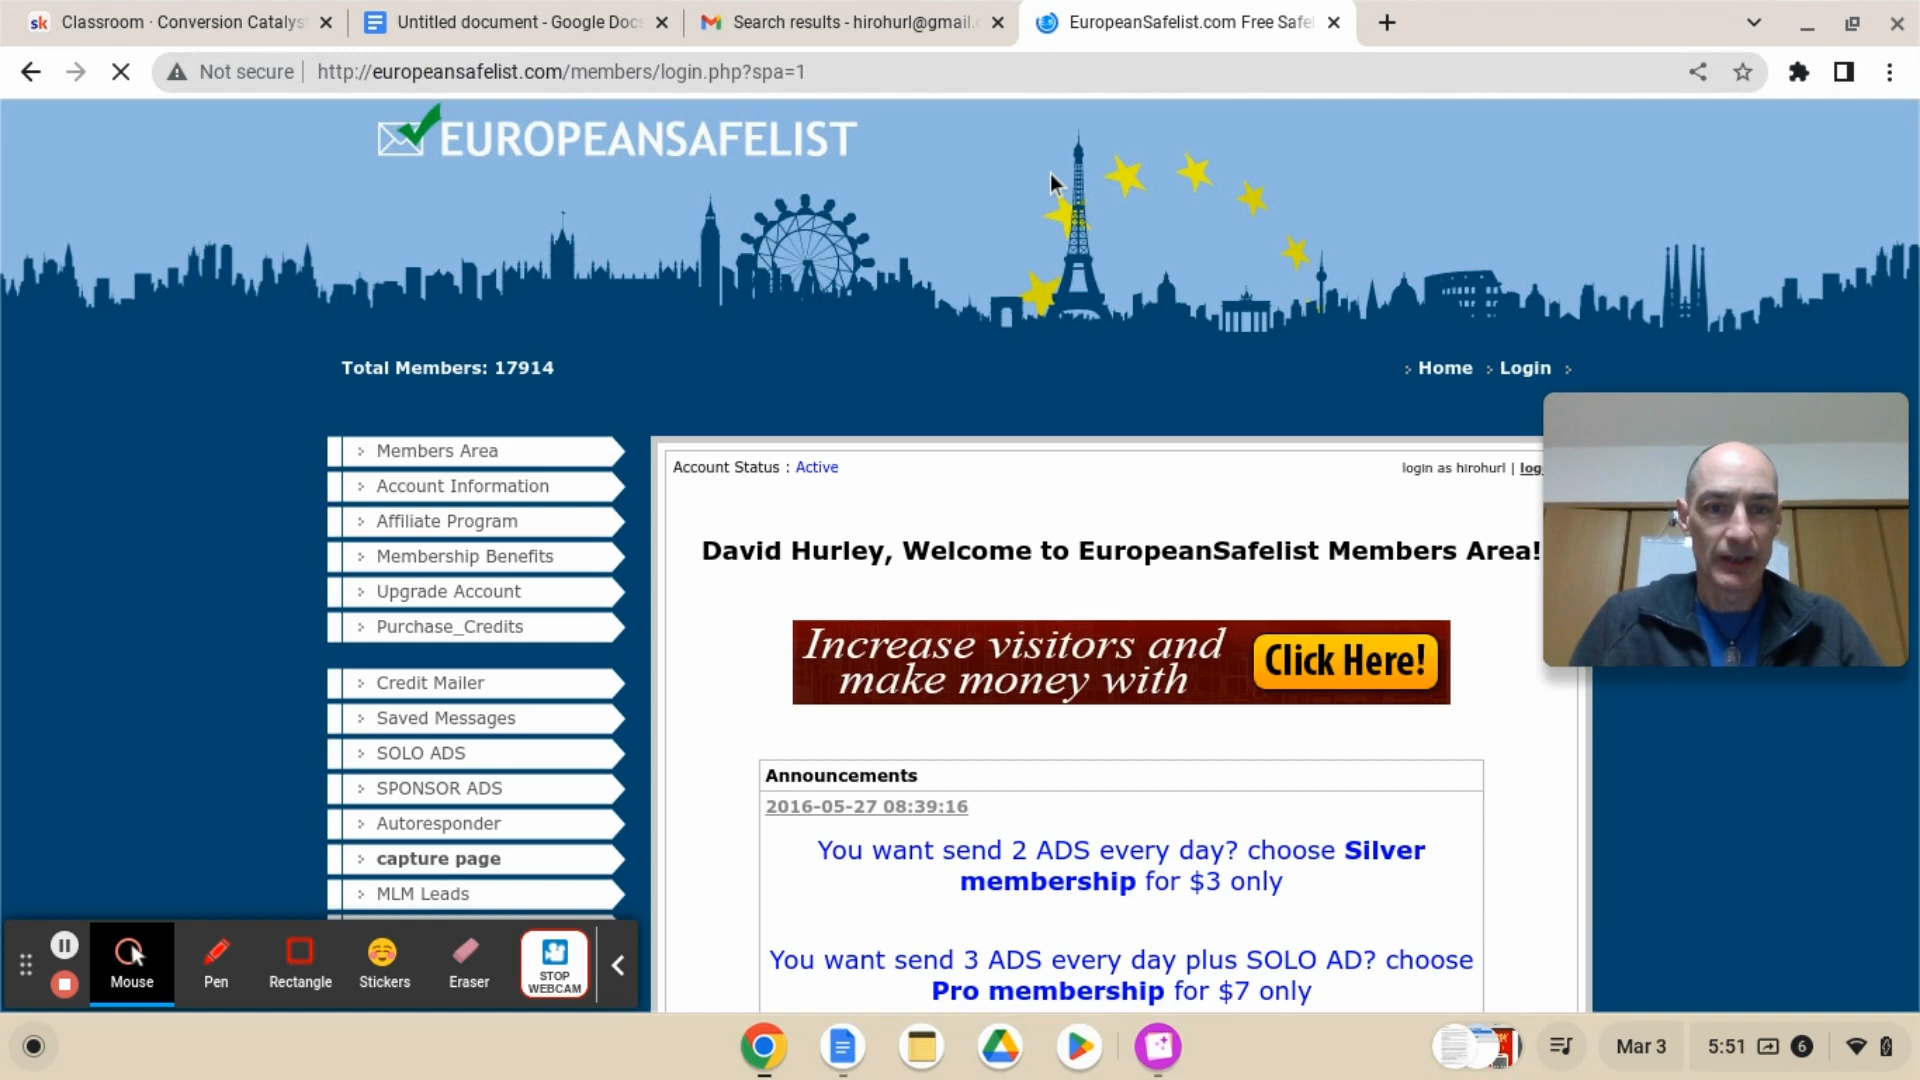 sk Classroom · Conversion Catalys
Untitled document - Google Docs
Search results - hirohurl@gmail.c
EuropeanSafelist.com Free Safel
Not secure
http://europeansafelist.com/members/login.php?spa=1
EUROPEANSAFELIST
Total Members: 17914
Home
Login
Members Area
Account Information
Affiliate Program
Membership Benefits
Upgrade Account
Purchase_Credits
Credit Mailer
Saved Messages
SOLO ADS
SPONSOR ADS
Autoresponder
capture page
MLM Leads
Account Status : Active
login as hirohurl | log
David Hurley, Welcome to EuropeanSafelist Members Area!
Increase visitors and
make money with
Click Here!
Announcements
2016-05-27 08:39:16
You want send 2 ADS every day? choose Silver
membership for $3 only
You want send 3 ADS every day plus SOLO AD? choose
Pro membership for $7 only
Mouse
Pen
Rectangle
Stickers
Eraser
STOP
WEBCAM
Mar 3
5:51
6